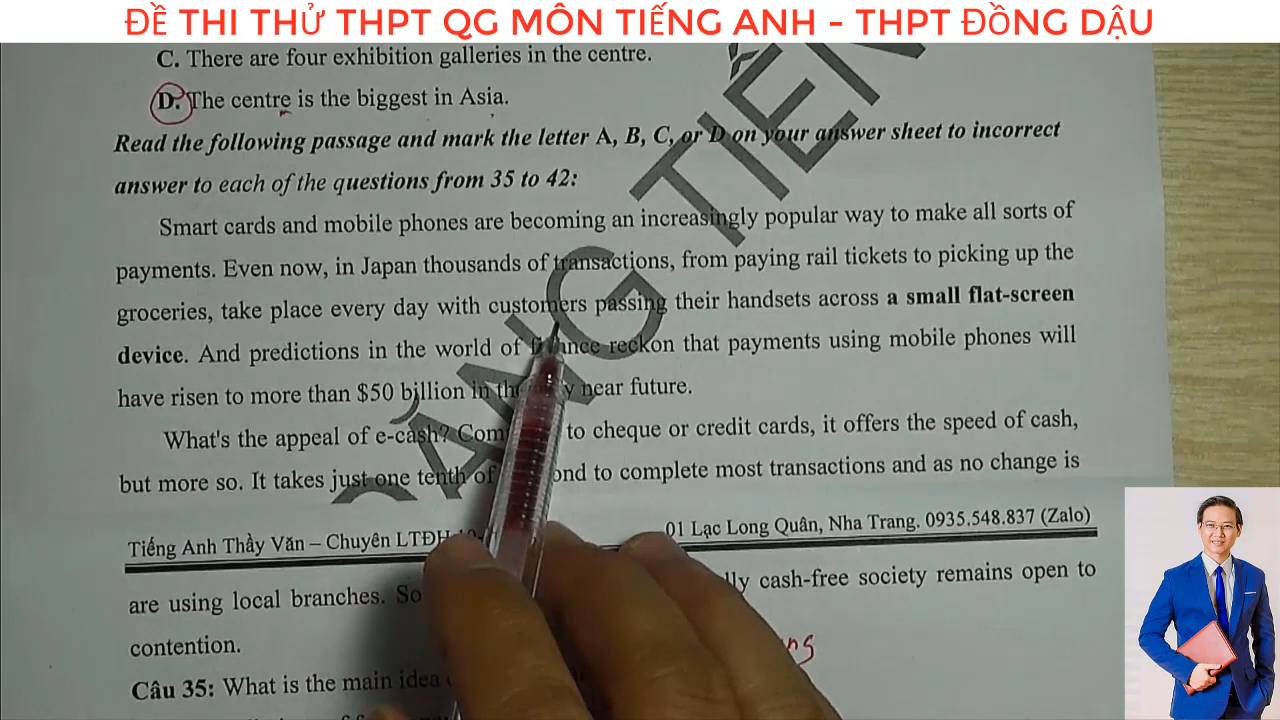 ĐỀ THI THỬ THPT QG MÔN TIẾNG ANH - THPT ĐỒNG DẬU
C. There are four exhibition galleries in the centre.
D. The centre is the biggest in Asia.
Read the following passage and mark the letter A, B, C, or D on your answer sheet to incorrect
answer to each of the questions from 35 to 42:
Smart cards and mobile phones are becoming an increasingly popular way to make all sorts of
payments. Even now, in Japan thousands of transactions, from paying rail tickets to picking up the
groceries, take place every day with customers passing their handsets across a small flat-screen
device. And predictions in the world of finance reckon that payments using mobile phones will
have risen to more than $50 billion in the very near future.
What's the appeal of e-cash? to cheque or credit cards, it offers the speed of cash,
but more so. It takes just one tenth of to complete most transactions and as no change is
Tiếng Anh Thầy Văn – Chuyên LTĐH 01 Lạc Long Quân, Nha Trang. 0935.548.837 (Zalo)
are using local branches. So cash-free society remains open to
contention.
Câu 35: What is the main idea